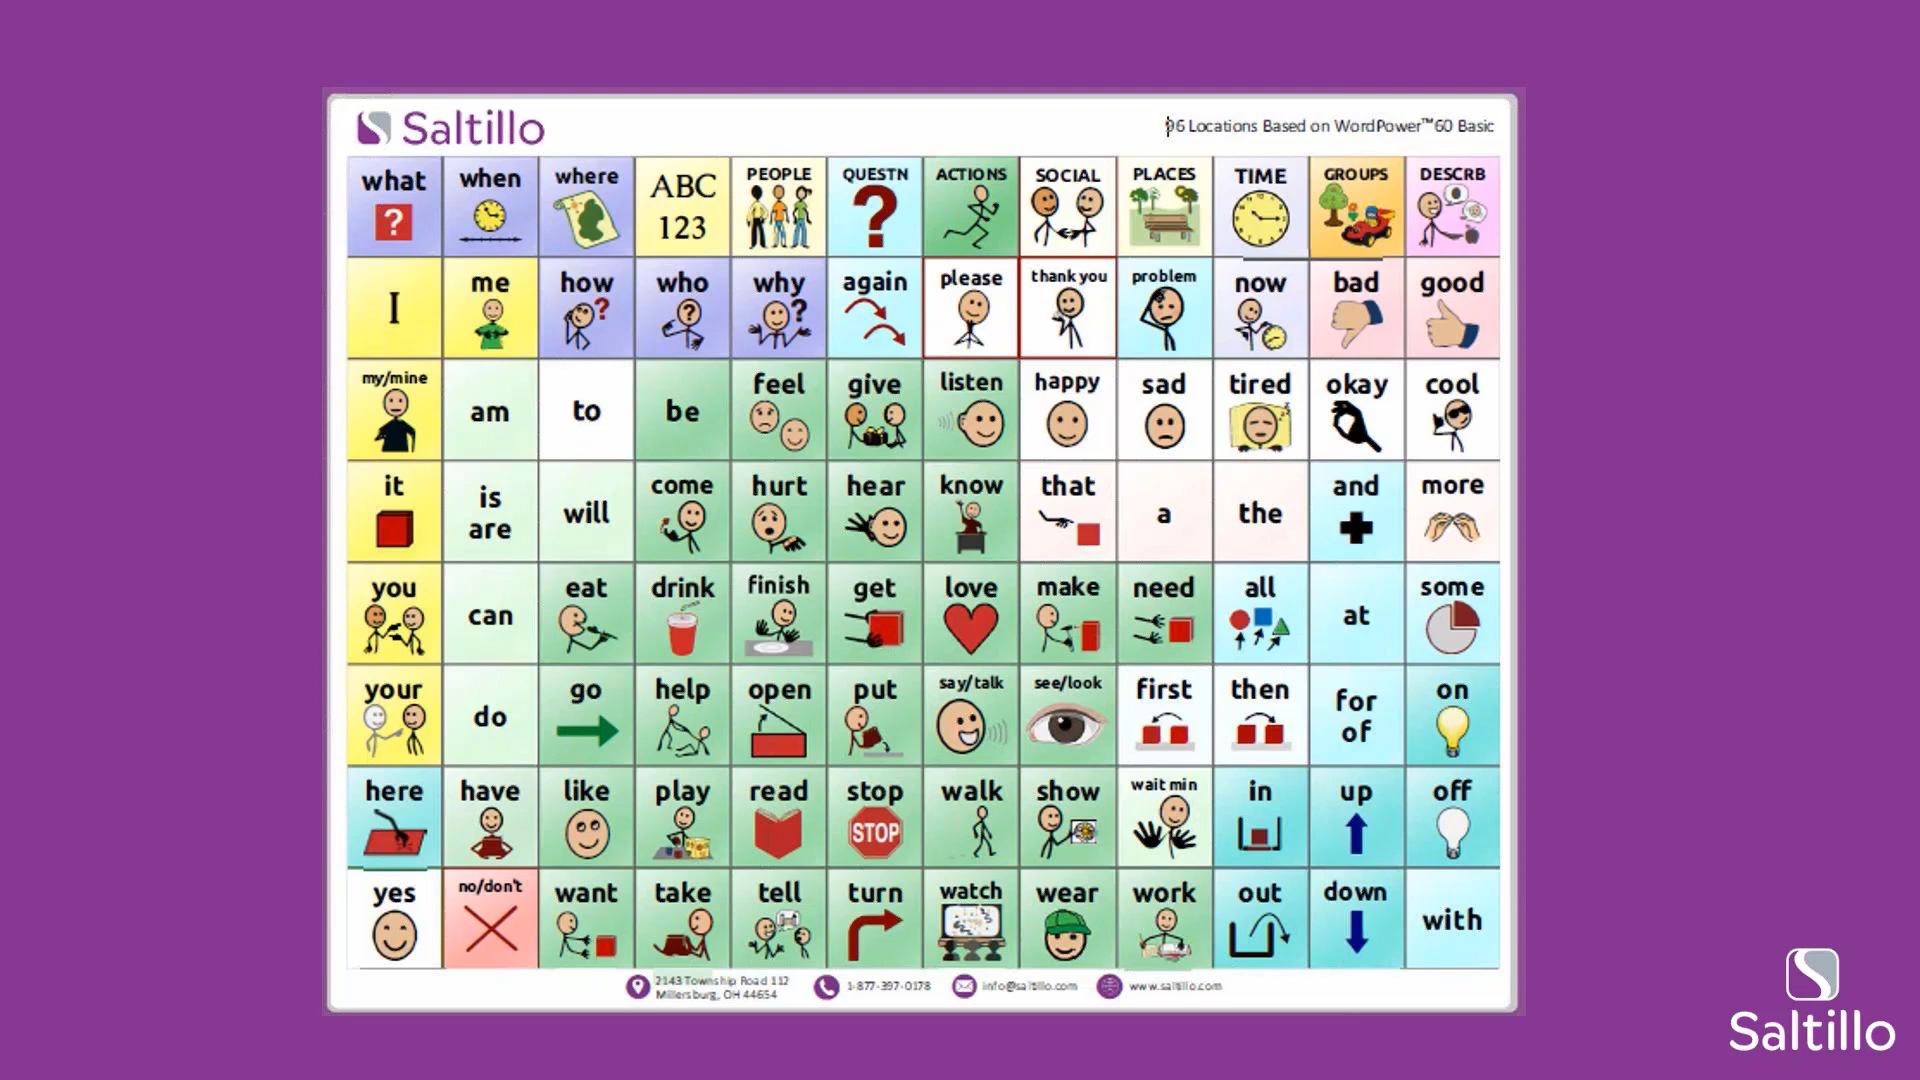 Saltillo
96 Locations Based on WordPower™60 Basic
what when where ABC PEOPLE QUESTN ACTIONS SOCIAL PLACES TIME GROUPS DESCRB
? 123 ?
I me how who why again please thank you problem now bad good
? ? ?
my/mine am to be feel give listen happy sad tired okay cool
it is are will come hurt hear know that a the and more
you can eat drink finish get love make need all at some
your do go help open put say/talk see/look first then for of on
here have like play read stop walk show wait min in up off
STOP
yes no/don't want take tell turn watch wear work out down with
2143 Township Road 112
Millersburg, OH 44654
1-877-397-0178 info@saltillo.com www.saltillo.com
Saltillo